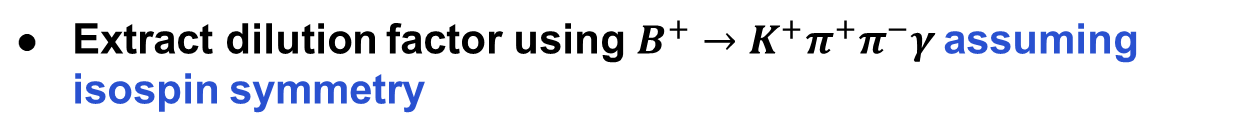 • Extract dilution factor using B⁺ → K⁺π⁺π⁻γ assuming
isospin symmetry